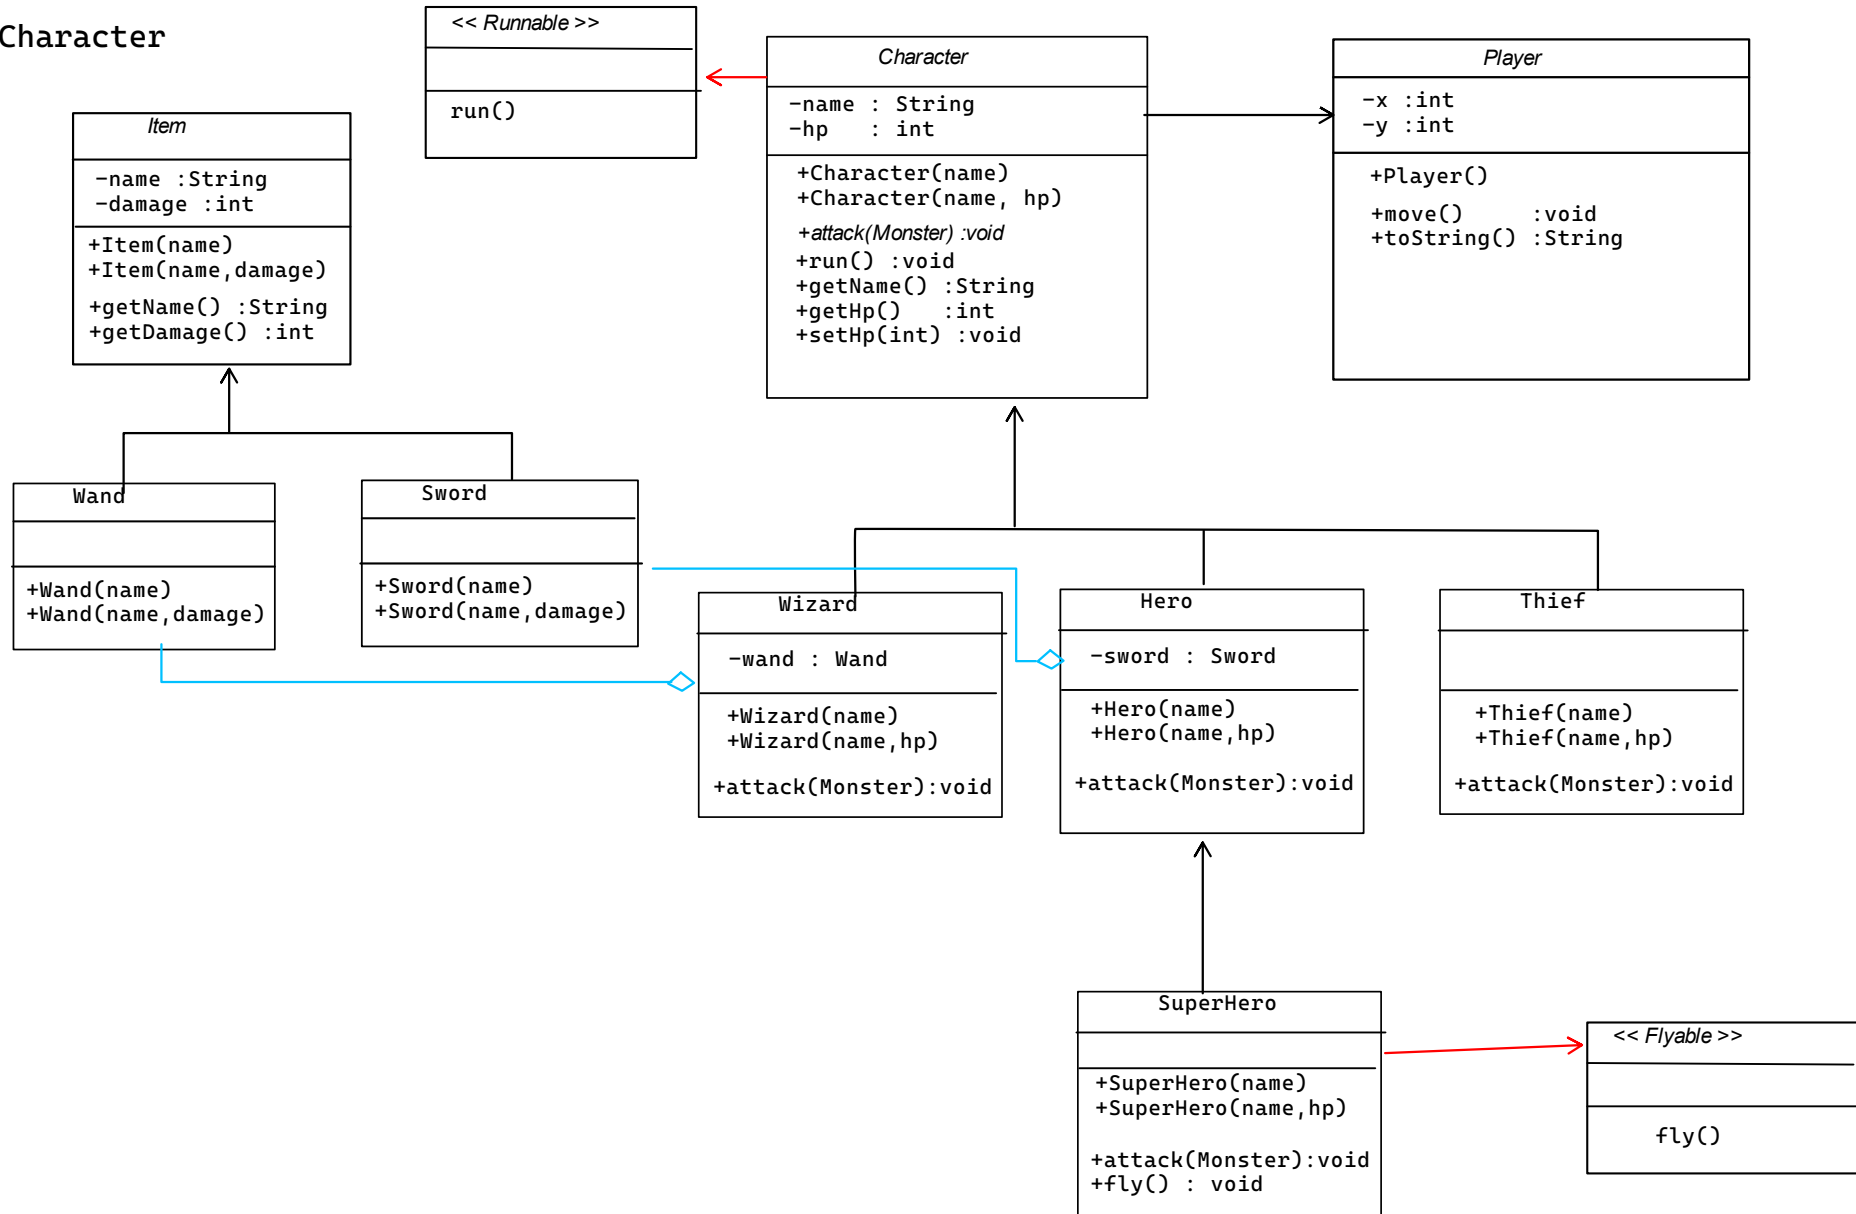 Character
<< Runnable >>
run()
Character
-name : String
-hp   : int
+Character(name)
+Character(name, hp)
+attack(Monster) :void
+run() :void
+getName() :String
+getHp()   :int
+setHp(int) :void
Player
-x :int
-y :int
+Player()
+move()    :void
+toString() :String
Item
-name :String
-damage :int
+Item(name)
+Item(name,damage)
+getName() :String
+getDamage() :int
Wand
+Wand(name)
+Wand(name,damage)
Sword
+Sword(name)
+Sword(name,damage)
Wizard
-wand : Wand
+Wizard(name)
+Wizard(name,hp)
+attack(Monster):void
Hero
-sword : Sword
+Hero(name)
+Hero(name,hp)
+attack(Monster):void
Thief
+Thief(name)
+Thief(name,hp)
+attack(Monster):void
SuperHero
+SuperHero(name)
+SuperHero(name,hp)
+attack(Monster):void
+fly() : void
<< Flyable >>
fly()